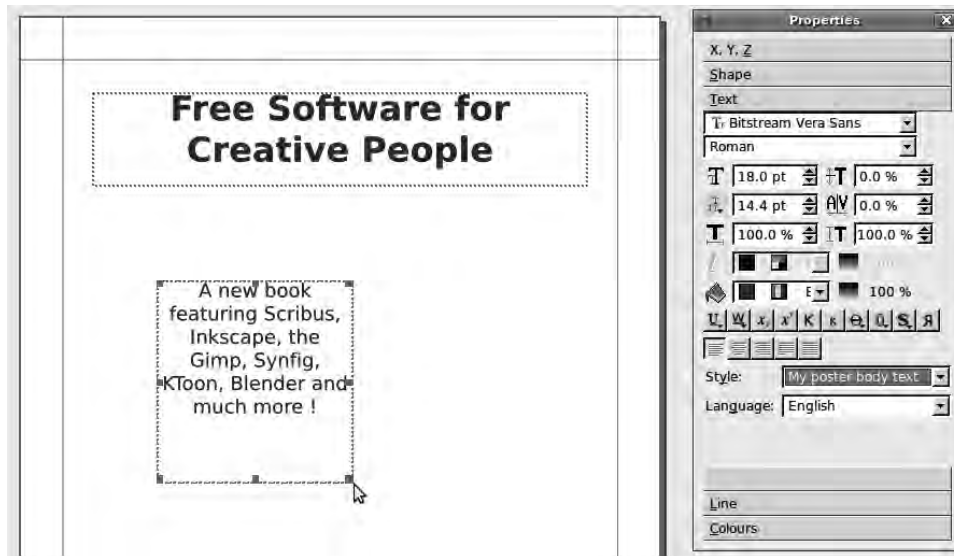 Free Software for
Creative People
A new book
featuring Scribus,
Inkscape, the
Gimp, Synfig,
KToon, Blender and
much more !
Properties
X, Y, Z
Shape
Text
Bitstream Vera Sans
Roman
18.0 pt 0.0 %
14.4 pt 0.0 %
100.0 % 100.0 %
100 %
Style: My poster body text
Language: English
Line
Colours